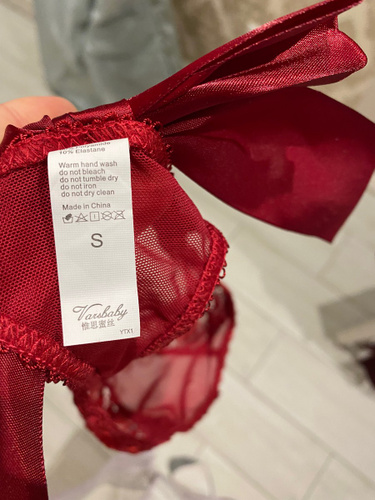 10% Elastane
Warm hand wash
do not bleach
do not tumble dry
do not iron
do not dry clean
Made in China
S
Varsbaby
惟思蜜丝
YTX1